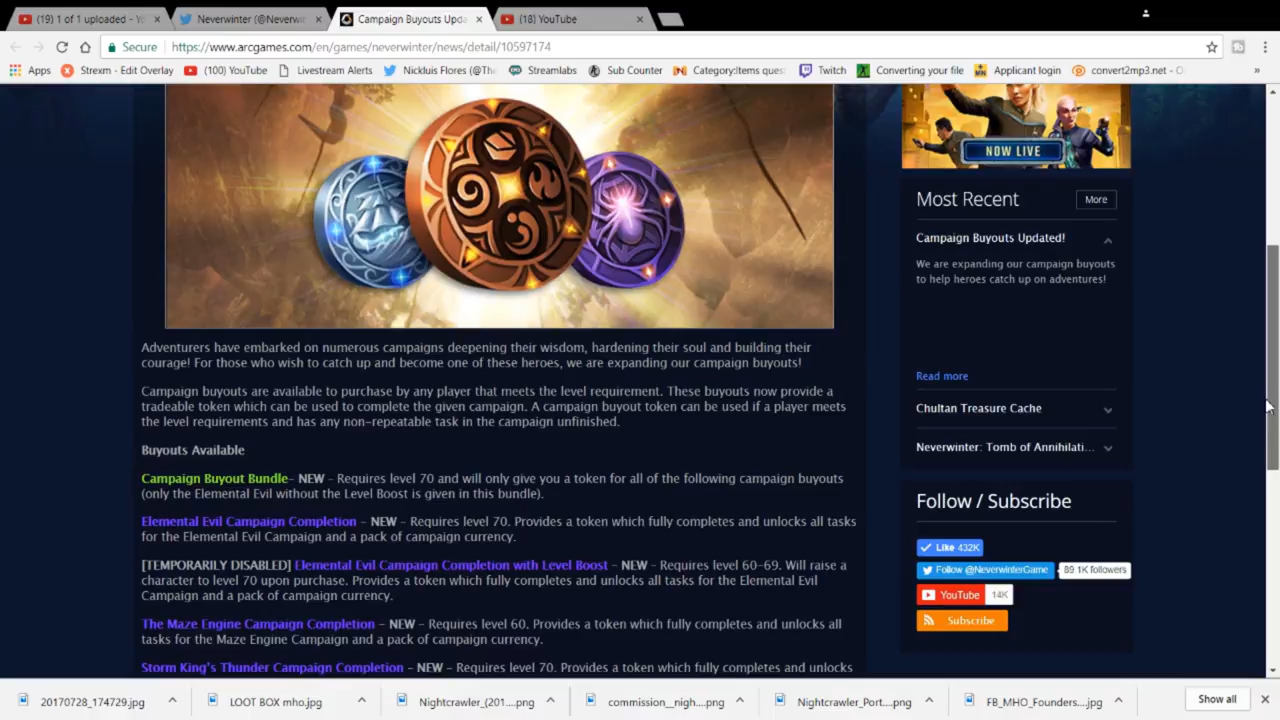 (19) 1 of 1 uploaded -
Neverwinter (@Neverwi
Campaign Buyouts Upda
(18) YouTube
Secure
https://www.arcgames.com/en/games/neverwinter/news/detail/10597174
Apps
Strexm - Edit Overlay
(100) YouTube
Livestream Alerts
Nickluis Flores (@The
Streamlabs
Sub Counter
Category:Items ques
Twitch
Converting your file
Applicant login
convert2mp3.net -
»
NOW LIVE
Most Recent
More
Campaign Buyouts Updated!
We are expanding our campaign buyouts
to help heroes catch up on adventures!
Read more
Chultan Treasure Cache
Neverwinter: Tomb of Annihilati...
Follow / Subscribe
Like 432K
Follow @NeverwinterGame
89.1K followers
YouTube
14K
Subscribe
Adventurers have embarked on numerous campaigns deepening their wisdom, hardening their soul and building their
courage! For those who wish to catch up and become one of these heroes, we are expanding our campaign buyouts!
Campaign buyouts are available to purchase by any player that meets the level requirement. These buyouts now provide a
tradeable token which can be used to complete the given campaign. A campaign buyout token can be used if a player meets
the level requirements and has any non-repeatable task in the campaign unfinished.
Buyouts Available
Campaign Buyout Bundle- NEW - Requires level 70 and will only give you a token for all of the following campaign buyouts
(only the Elemental Evil without the Level Boost is given in this bundle).
Elemental Evil Campaign Completion - NEW - Requires level 70. Provides a token which fully completes and unlocks all tasks
for the Elemental Evil Campaign and a pack of campaign currency.
[TEMPORARILY DISABLED] Elemental Evil Campaign Completion with Level Boost - NEW - Requires level 60-69. Will raise a
character to level 70 upon purchase. Provides a token which fully completes and unlocks all tasks for the Elemental Evil
Campaign and a pack of campaign currency.
The Maze Engine Campaign Completion - NEW - Requires level 60. Provides a token which fully completes and unlocks all
tasks for the Maze Engine Campaign and a pack of campaign currency.
Storm King's Thunder Campaign Completion - NEW - Requires level 70. Provides a token which fully completes and unlocks
20170728_174729.jpg
LOOT BOX mho.jpg
Nightcrawler_(201....png
commission__nigh....png
Nightcrawler_Port....png
FB_MHO_Founders....jpg
Show all